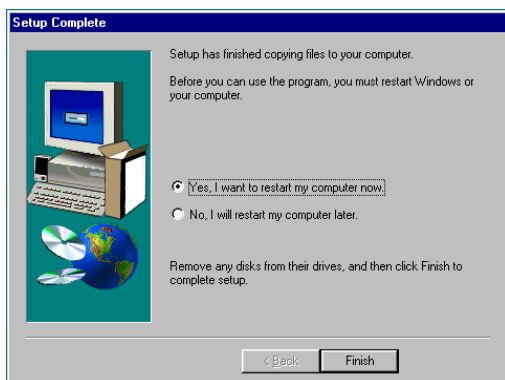 Setup Complete
Setup has finished copying files to your computer.
Before you can use the program, you must restart Windows or
your computer.
Yes, I want to restart my computer now.
No, I will restart my computer later.
Remove any disks from their drives, and then click Finish to
complete setup.
< Back
Finish